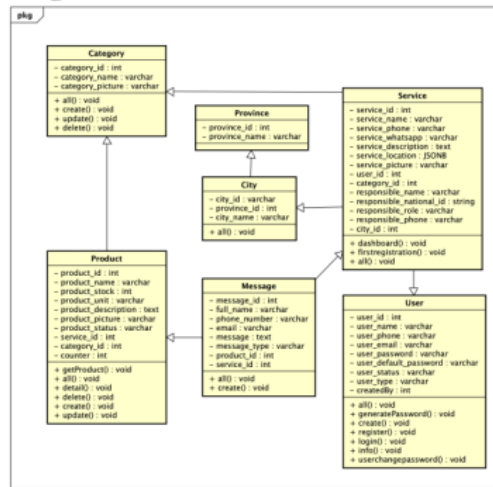 pkg
Category
- category_id : int
- category_name : varchar
- category_picture : varchar
+ all() : void
+ create() : void
+ update() : void
+ delete() : void
Province
- province_id : int
- province_name : varchar
City
- city_id : varchar
- province_id : int
- city_name : varchar
+ all() : void
Service
- service_id : int
- service_name : varchar
- service_phone : varchar
- service_whatsapp : varchar
- service_description : text
- service_location : JSONB
- service_picture : varchar
- user_id : int
- category_id : int
- responsible_name : varchar
- responsible_national_id : string
- responsible_role : varchar
- responsible_phone : varchar
- city_id : int
+ dashboard() : void
+ firstregistration() : void
+ all() : void
Product
- product_id : int
- product_name : varchar
- product_stock : int
- product_unit : varchar
- product_description : text
- product_picture : varchar
- product_status : varchar
- service_id : int
- category_id : int
- counter : int
+ getProduct() : void
+ all() : void
+ detail() : void
+ delete() : void
+ create() : void
+ update() : void
Message
- message_id : int
- full_name : varchar
- phone_number : varchar
- email : varchar
- message : text
- message_type : varchar
- product_id : int
- service_id : int
+ all() : void
+ create() : void
User
- user_id : int
- user_name : varchar
- user_phone : varchar
- user_email : varchar
- user_password : varchar
- user_default_password : varchar
- user_status : varchar
- user_type : varchar
- createdBy : int
+ all() : void
+ generatePassword() : void
+ create() : void
+ register() : void
+ login() : void
+ info() : void
+ userchangepassword() : void